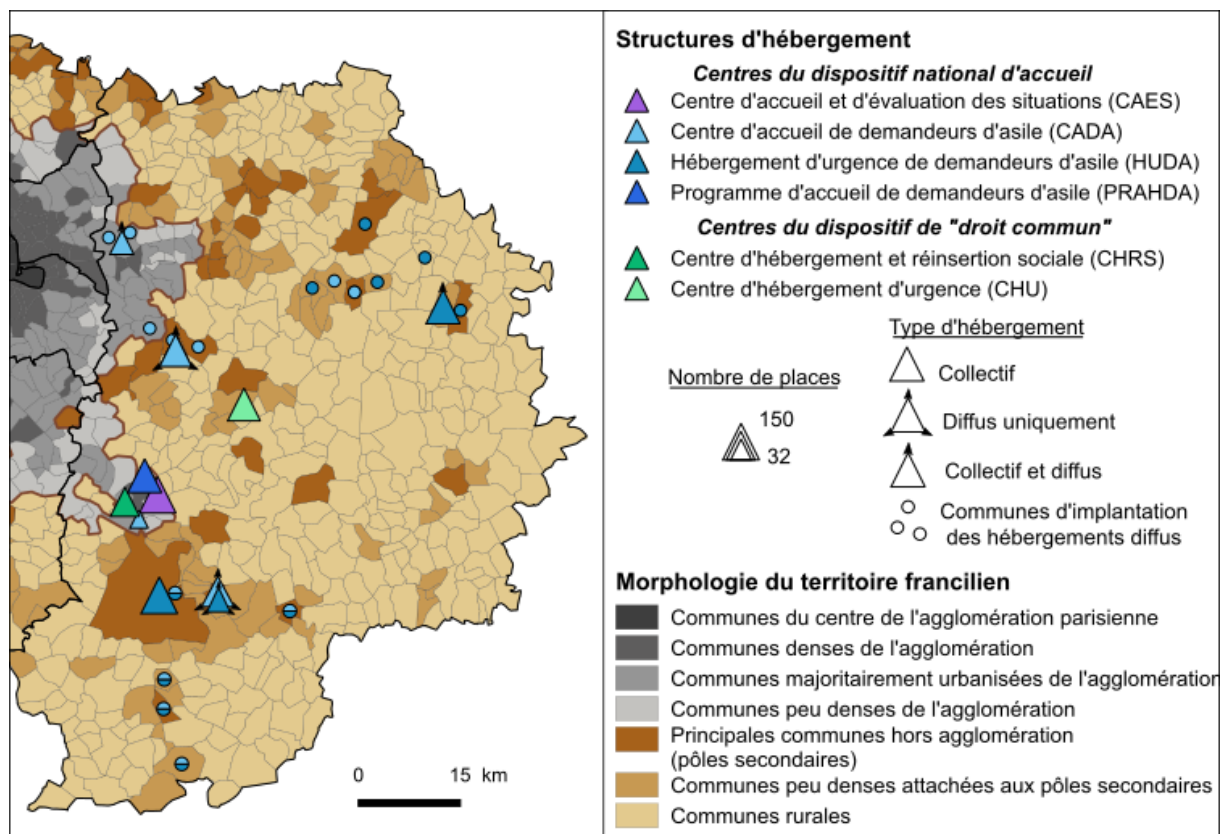 Structures d'hébergement
Centres du dispositif national d'accueil
Centre d'accueil et d'évaluation des situations (CAES)
Centre d'accueil de demandeurs d'asile (CADA)
Hébergement d'urgence de demandeurs d'asile (HUDA)
Programme d'accueil de demandeurs d'asile (PRAHDA)
Centres du dispositif de "droit commun"
Centre d'hébergement et réinsertion sociale (CHRS)
Centre d'hébergement d'urgence (CHU)
Nombre de places
150
32
Type d'hébergement
Collectif
Diffus uniquement
Collectif et diffus
Communes d'implantation
des hébergements diffus
Morphologie du territoire francilien
Communes du centre de l'agglomération parisienne
Communes denses de l'agglomération
Communes majoritairement urbanisées de l'agglomération
Communes peu denses de l'agglomération
Principales communes hors agglomération
(pôles secondaires)
Communes peu denses attachées aux pôles secondaires
Communes rurales
0 15 km